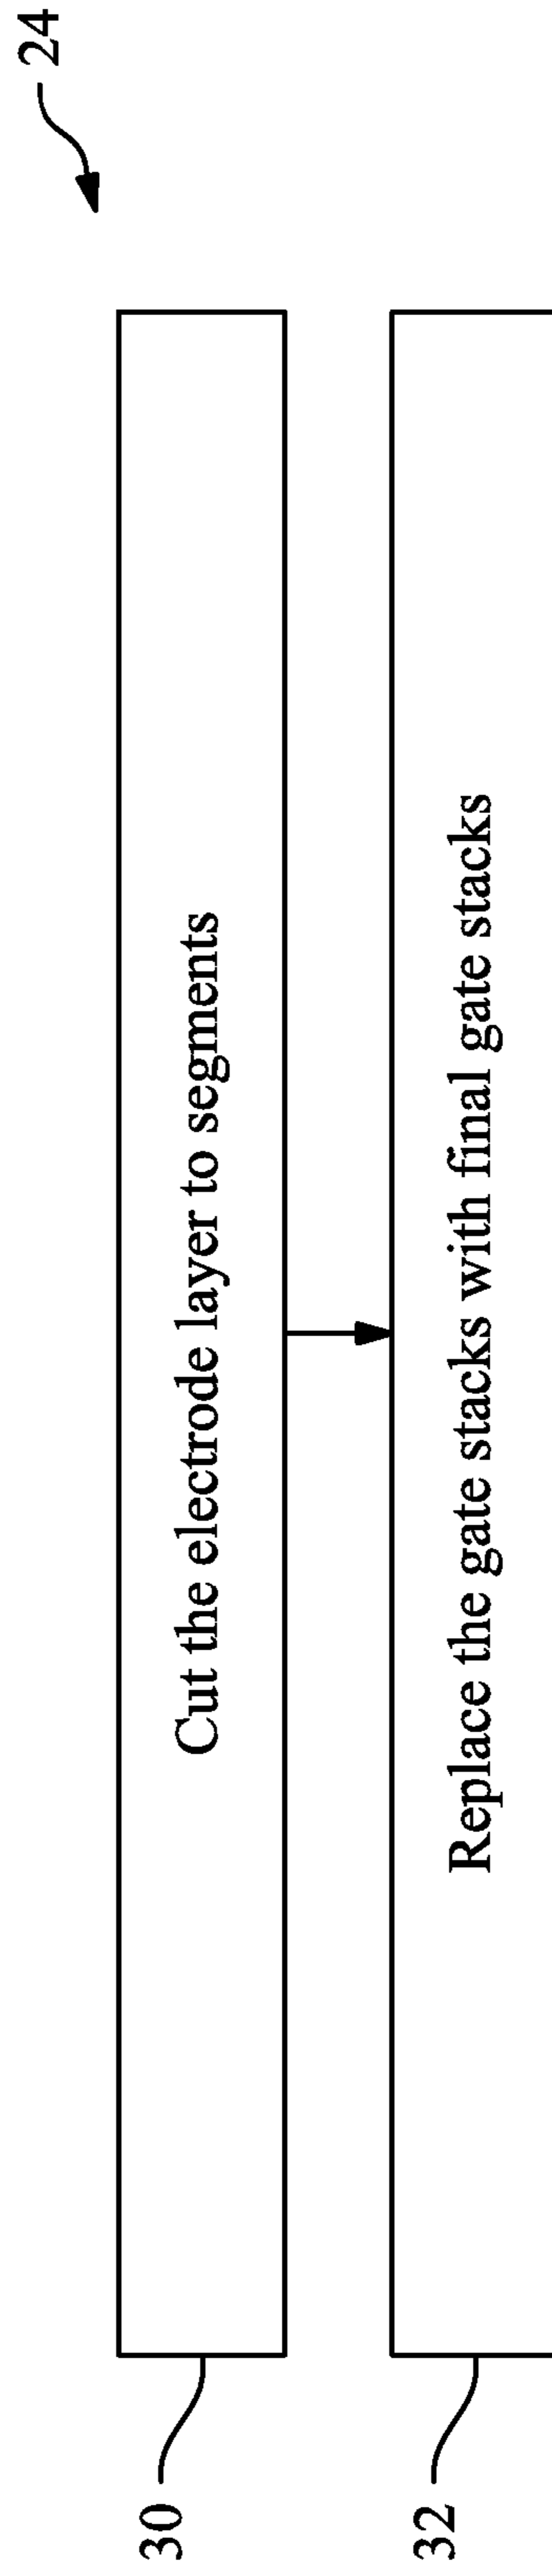 24
30
Cut the electrode layer to segments
32
Replace the gate stacks with final gate stacks